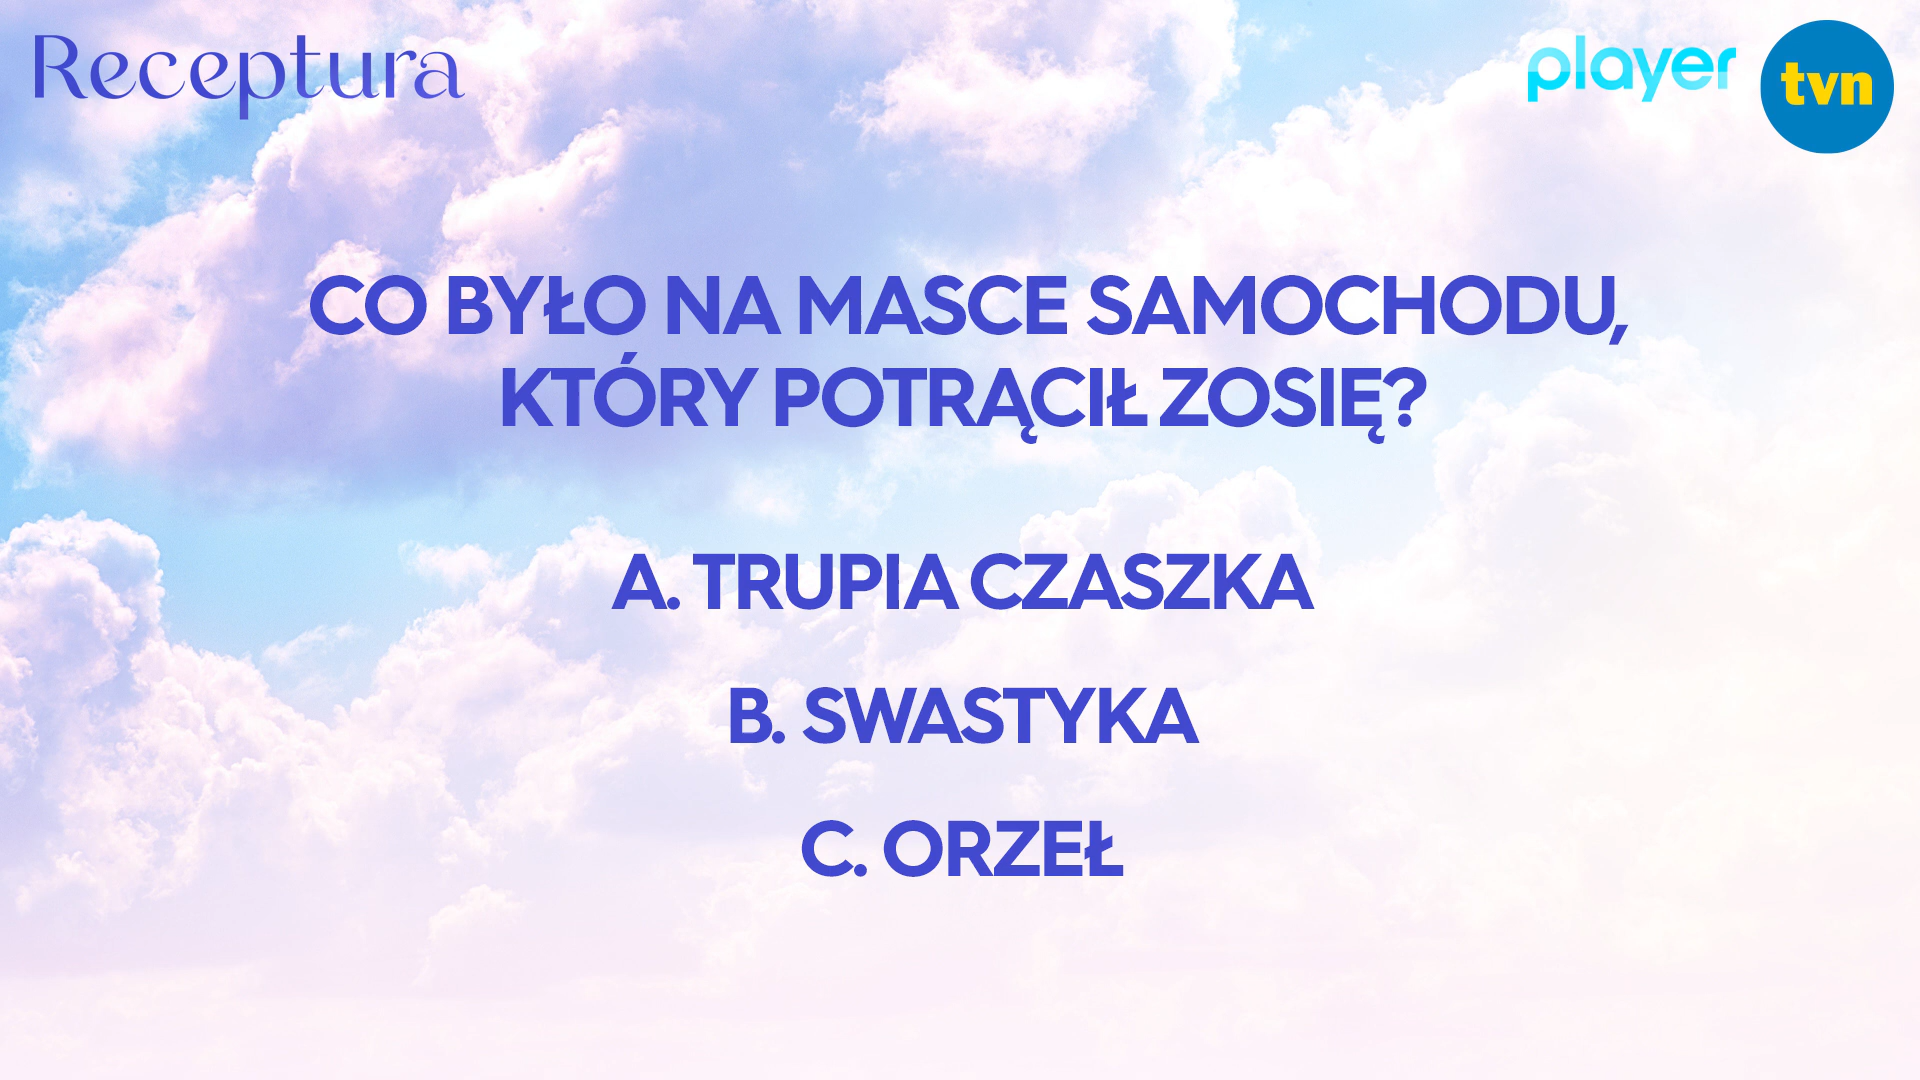 Receptura
player
tvn
CO BYŁO NA MASCE SAMOCHODU,
KTÓRY POTRĄCIŁ ZOSIĘ?
A. TRUPIA CZASZKA
B. SWASTYKA
C. ORZEŁ